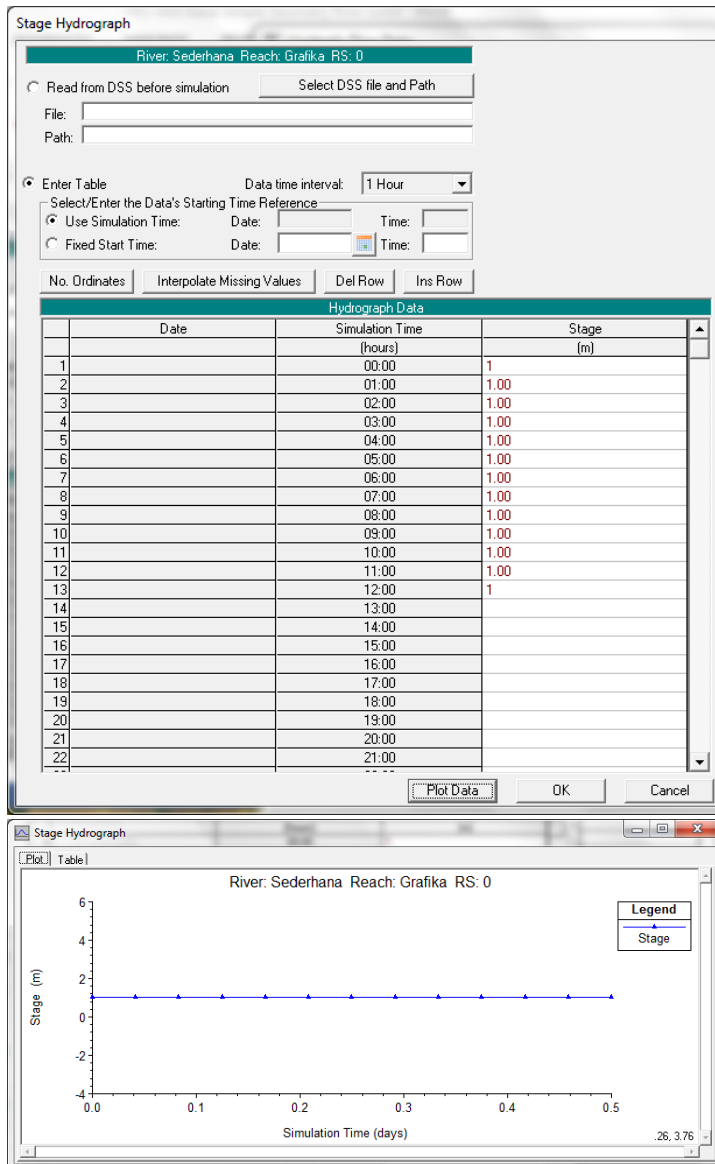 Stage Hydrograph
River: Sederhana Reach: Grafika RS: 0
Read from DSS before simulation Select DSS file and Path
File:
Path:
Enter Table Data time interval: 1 Hour
Select/Enter the Data's Starting Time Reference
Use Simulation Time: Date: Time:
Fixed Start Time: Date: Time:
No. Ordinates Interpolate Missing Values Del Row Ins Row
Hydrograph Data
Date Simulation Time Stage
(hours) (m)
1 00:00 1
2 01:00 1.00
3 02:00 1.00
4 03:00 1.00
5 04:00 1.00
6 05:00 1.00
7 06:00 1.00
8 07:00 1.00
9 08:00 1.00
10 09:00 1.00
11 10:00 1.00
12 11:00 1.00
13 12:00 1
14 13:00
15 14:00
16 15:00
17 16:00
18 17:00
19 18:00
20 19:00
21 20:00
22 21:00
Plot Data OK Cancel
Stage Hydrograph
Plot Table
River: Sederhana Reach: Grafika RS: 0
Legend
Stage
6
4
2
0
-2
-4
Stage (m)
0.0 0.1 0.2 0.3 0.4 0.5
Simulation Time (days)
.26, 3.76